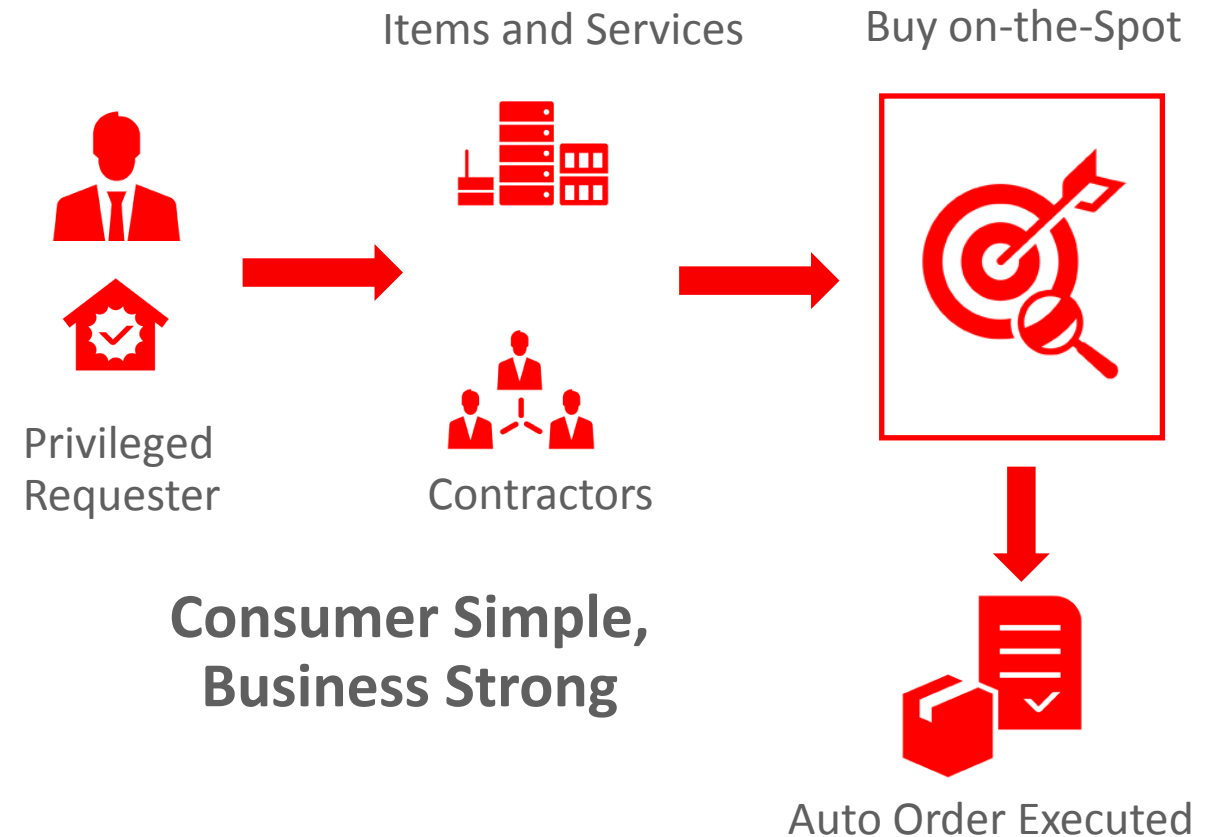 Items and Services
Buy on-the-Spot
Privileged
Requester
Contractors
Consumer Simple,
Business Strong
Auto Order Executed